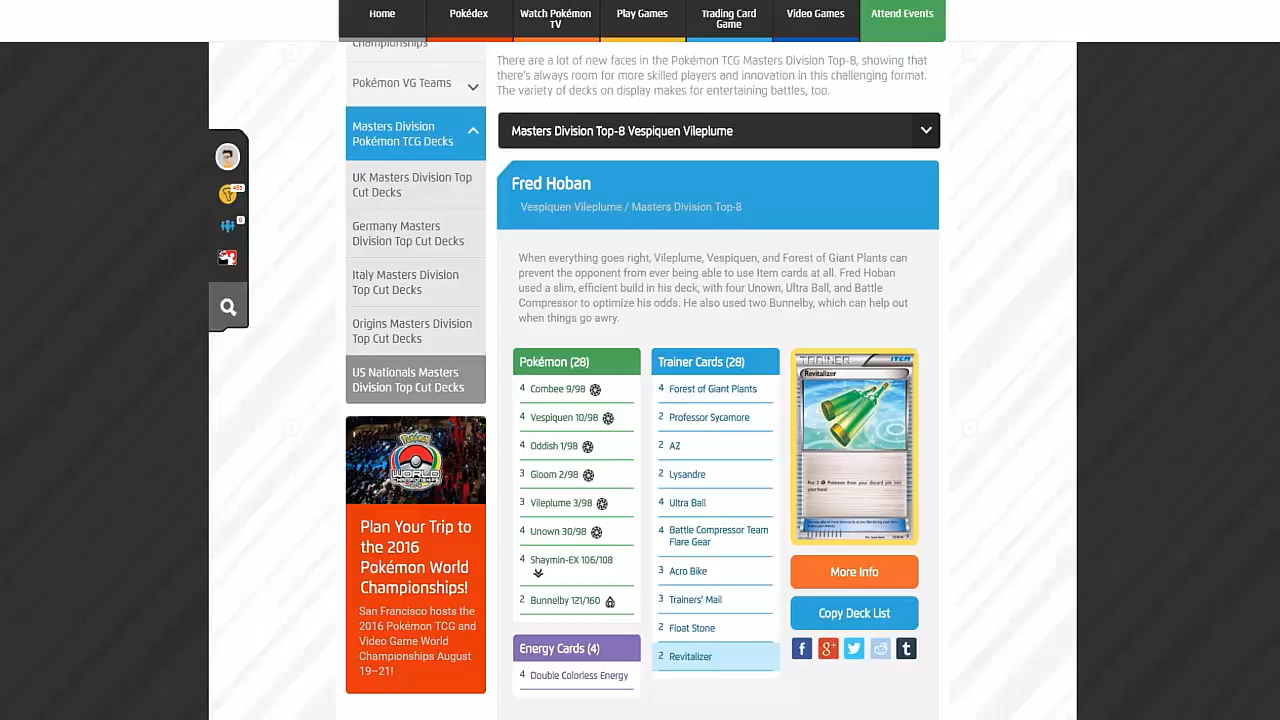 Home
Pokédex
Watch Pokémon
TV
Play Games
Trading Card
Game
Video Games
Attend Events
Championships
Pokémon VG Teams
Masters Division
Pokémon TCG Decks
UK Masters Division Top
Cut Decks
Germany Masters
Division Top Cut Decks
Italy Masters Division
Top Cut Decks
Origins Masters Division
Top Cut Decks
US Nationals Masters
Division Top Cut Decks
Plan Your Trip to
the 2016
Pokémon World
Championships!
San Francisco hosts the
2016 Pokémon TCG and
Video Game World
Championships August
19–21!
There are a lot of new faces in the Pokémon TCG Masters Division Top-8, showing that
there's always room for more skilled players and innovation in this challenging format.
The variety of decks on display makes for entertaining battles, too.
Masters Division Top-8 Vespiquen Vileplume
Fred Hoban
Vespiquen Vileplume / Masters Division Top-8
When everything goes right, Vileplume, Vespiquen, and Forest of Giant Plants can
prevent the opponent from ever being able to use Item cards at all. Fred Hoban
used a slim, efficient build in his deck, with four Unown, Ultra Ball, and Battle
Compressor to optimize his odds. He also used two Bunnelby, which can help out
when things go awry.
Pokémon (28)
4 Combee 9/98
4 Vespiquen 10/98
4 Oddish 1/98
3 Gloom 2/98
3 Vileplume 3/98
4 Unown 30/98
4 Shaymin-EX 106/108
2 Bunnelby 121/160
Energy Cards (4)
4 Double Colorless Energy
Trainer Cards (28)
4 Forest of Giant Plants
2 Professor Sycamore
2 AZ
2 Lysandre
4 Ultra Ball
4 Battle Compressor Team
Flare Gear
3 Acro Bike
3 Trainers' Mail
2 Float Stone
2 Revitalizer
TRAINER ITEM
Revitalizer
Put 2 Pokémon from your discard pile into
your hand.
More Info
Copy Deck List